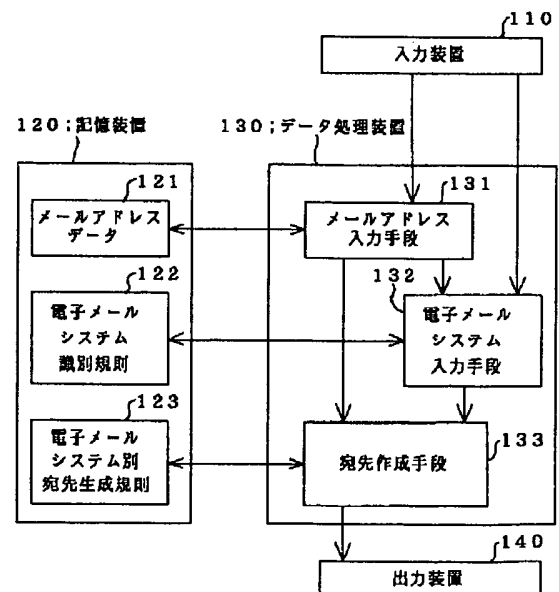 110
入力装置
120;記憶装置
130;データ処理装置
121
メールアドレス
データ
131
メールアドレス
入力手段
122
電子メール
システム
識別規則
132
電子メール
システム
入力手段
123
電子メール
システム別
宛先生成規則
133
宛先作成手段
140
出力装置